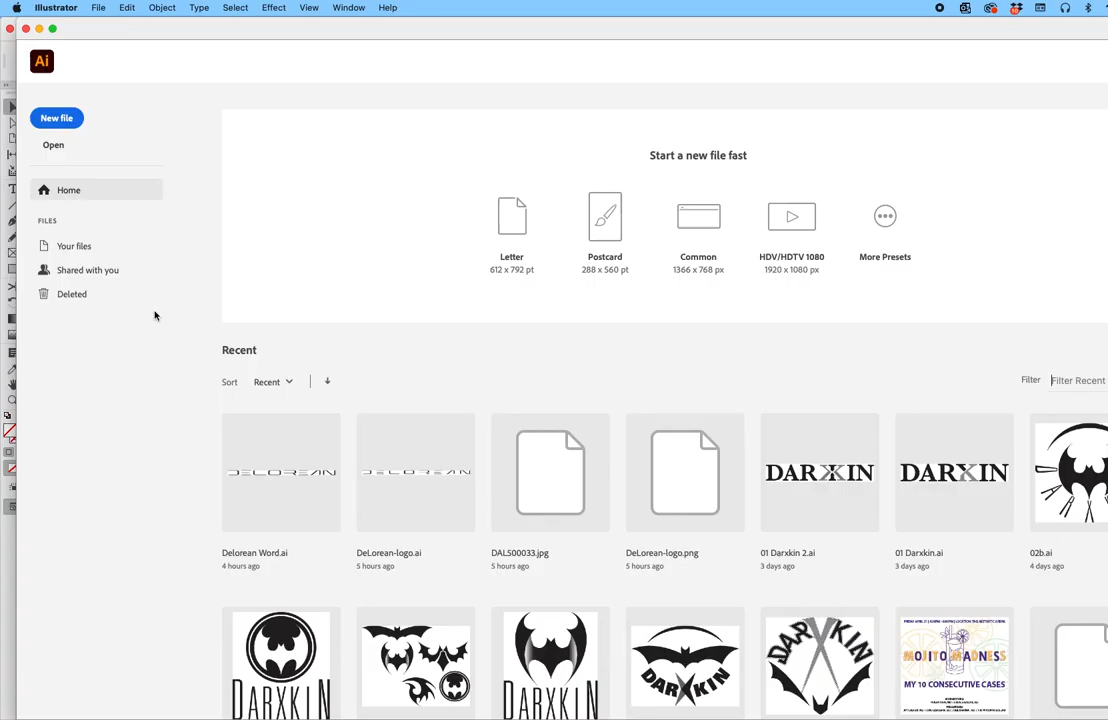 Illustrator File Edit Object Type Select Effect View Window Help
Ai
New file
Open
Home
FILES
Your files
Shared with you
Deleted
Start a new file fast
Letter
612 x 792 pt
Postcard
288 x 560 pt
Common
1366 x 768 px
HDV/HDTV 1080
1920 x 1080 px
More Presets
Recent
Sort Recent
Filter Filter Recent
DELOREAN
DELOREAN
DARXKIN
DARXKIN
Delorean Word.ai
4 hours ago
DeLorean-logo.ai
5 hours ago
DAL500033.jpg
5 hours ago
DeLorean-logo.png
5 hours ago
01 Darxkin 2.ai
3 days ago
01 Darxkin.ai
3 days ago
02b.ai
4 days ago
DARXKIN
DARXKIN
DARXKIN
DARXKIN
MOJITO MADNESS
MY 10 CONSECUTIVE CASES